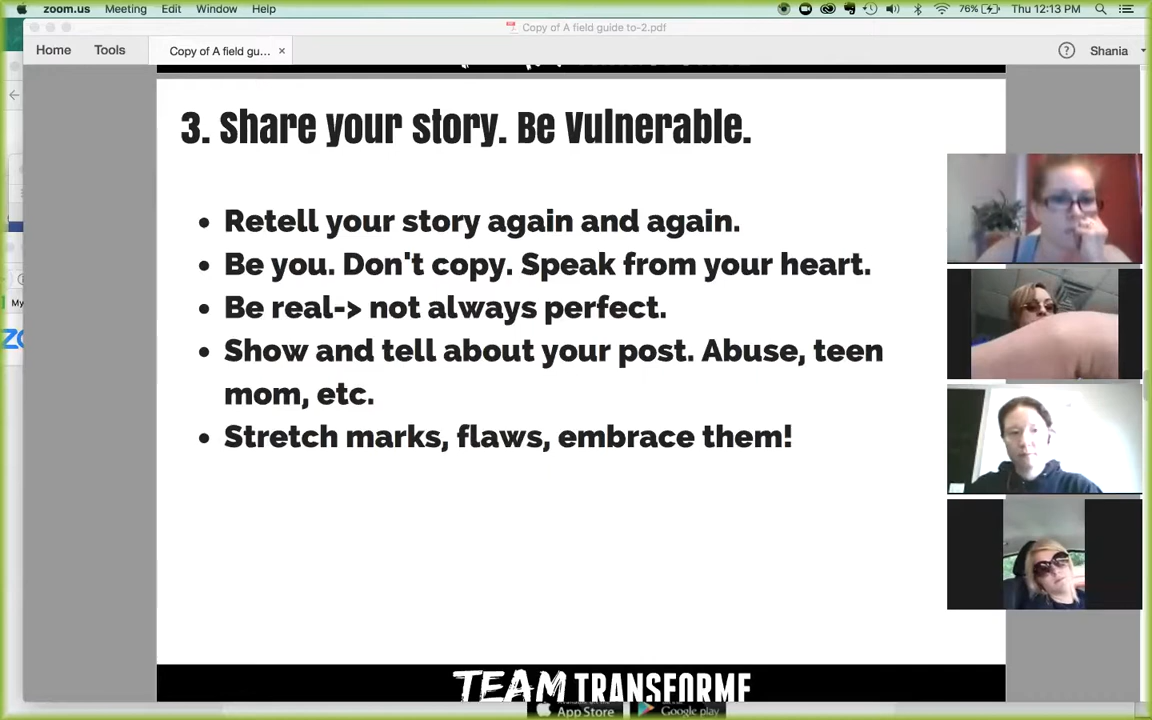 zoom.us Meeting Edit Window Help
76% Thu 12:13 PM
Copy of A field guide to-2.pdf
Home Tools Copy of A field gu... × ? Shania
3. Share your story. Be Vulnerable.
• Retell your story again and again.
• Be you. Don't copy. Speak from your heart.
• Be real-> not always perfect.
• Show and tell about your post. Abuse, teen
mom, etc.
• Stretch marks, flaws, embrace them!
My
TEAM TRANSFORME
App Store Google play